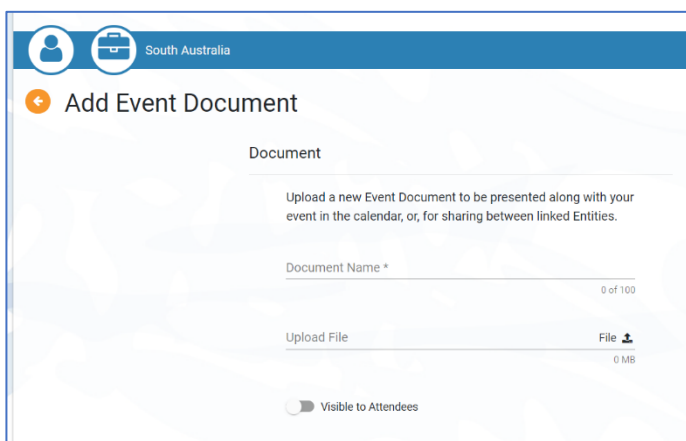 South Australia
Add Event Document
Document
Upload a new Event Document to be presented along with your
event in the calendar, or, for sharing between linked Entities.
Document Name *
0 of 100
Upload File File
0 MB
Visible to Attendees